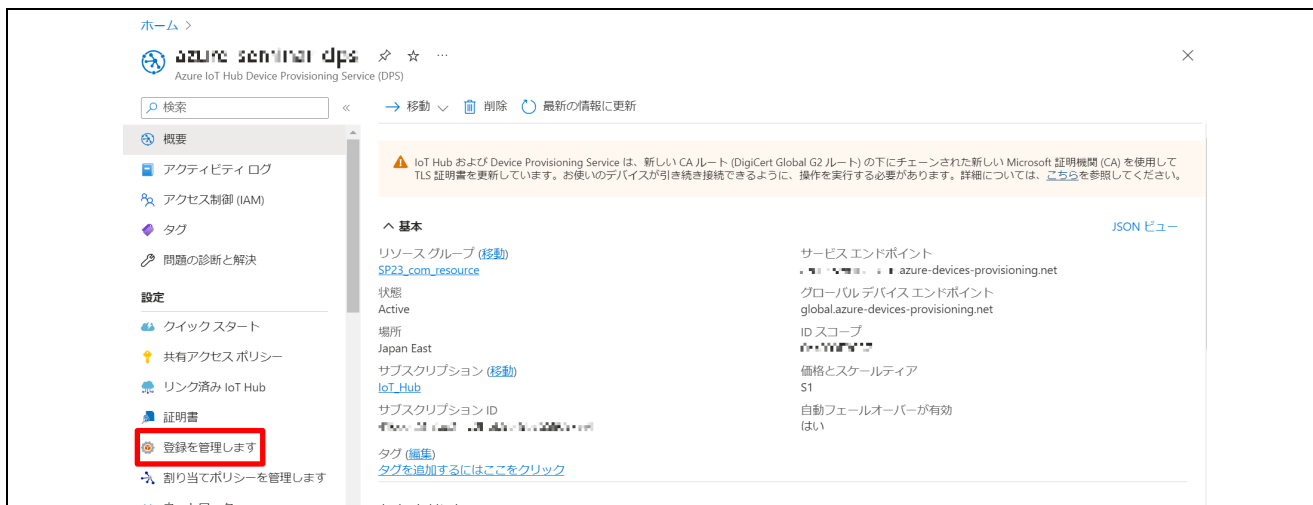 ホーム >
Azure IoT Hub Device Provisioning Service (DPS)
検索
移動
削除
最新の情報に更新
概要
アクティビティ ログ
アクセス制御 (IAM)
タグ
問題の診断と解決
設定
クイック スタート
共有アクセス ポリシー
リンク済み IoT Hub
証明書
登録を管理します
割り当てポリシーを管理します
IoT Hub および Device Provisioning Service は、新しい CA ルート (DigiCert Global G2 ルート) の下にチェーンされた新しい Microsoft 証明機関 (CA) を使用して
TLS 証明書を更新しています。お使いのデバイスが引き続き接続できるように、操作を実行する必要があります。詳細については、こちらを参照してください。
基本
JSON ビュー
リソース グループ (移動)
SP23_com_resource
状態
Active
場所
Japan East
サブスクリプション (移動)
IoT_Hub
サブスクリプション ID
タグ (編集)
タグを追加するにはここをクリック
サービス エンドポイント
.azure-devices-provisioning.net
グローバル デバイス エンドポイント
global.azure-devices-provisioning.net
ID スコープ
価格とスケールティア
S1
自動フェールオーバーが有効
はい